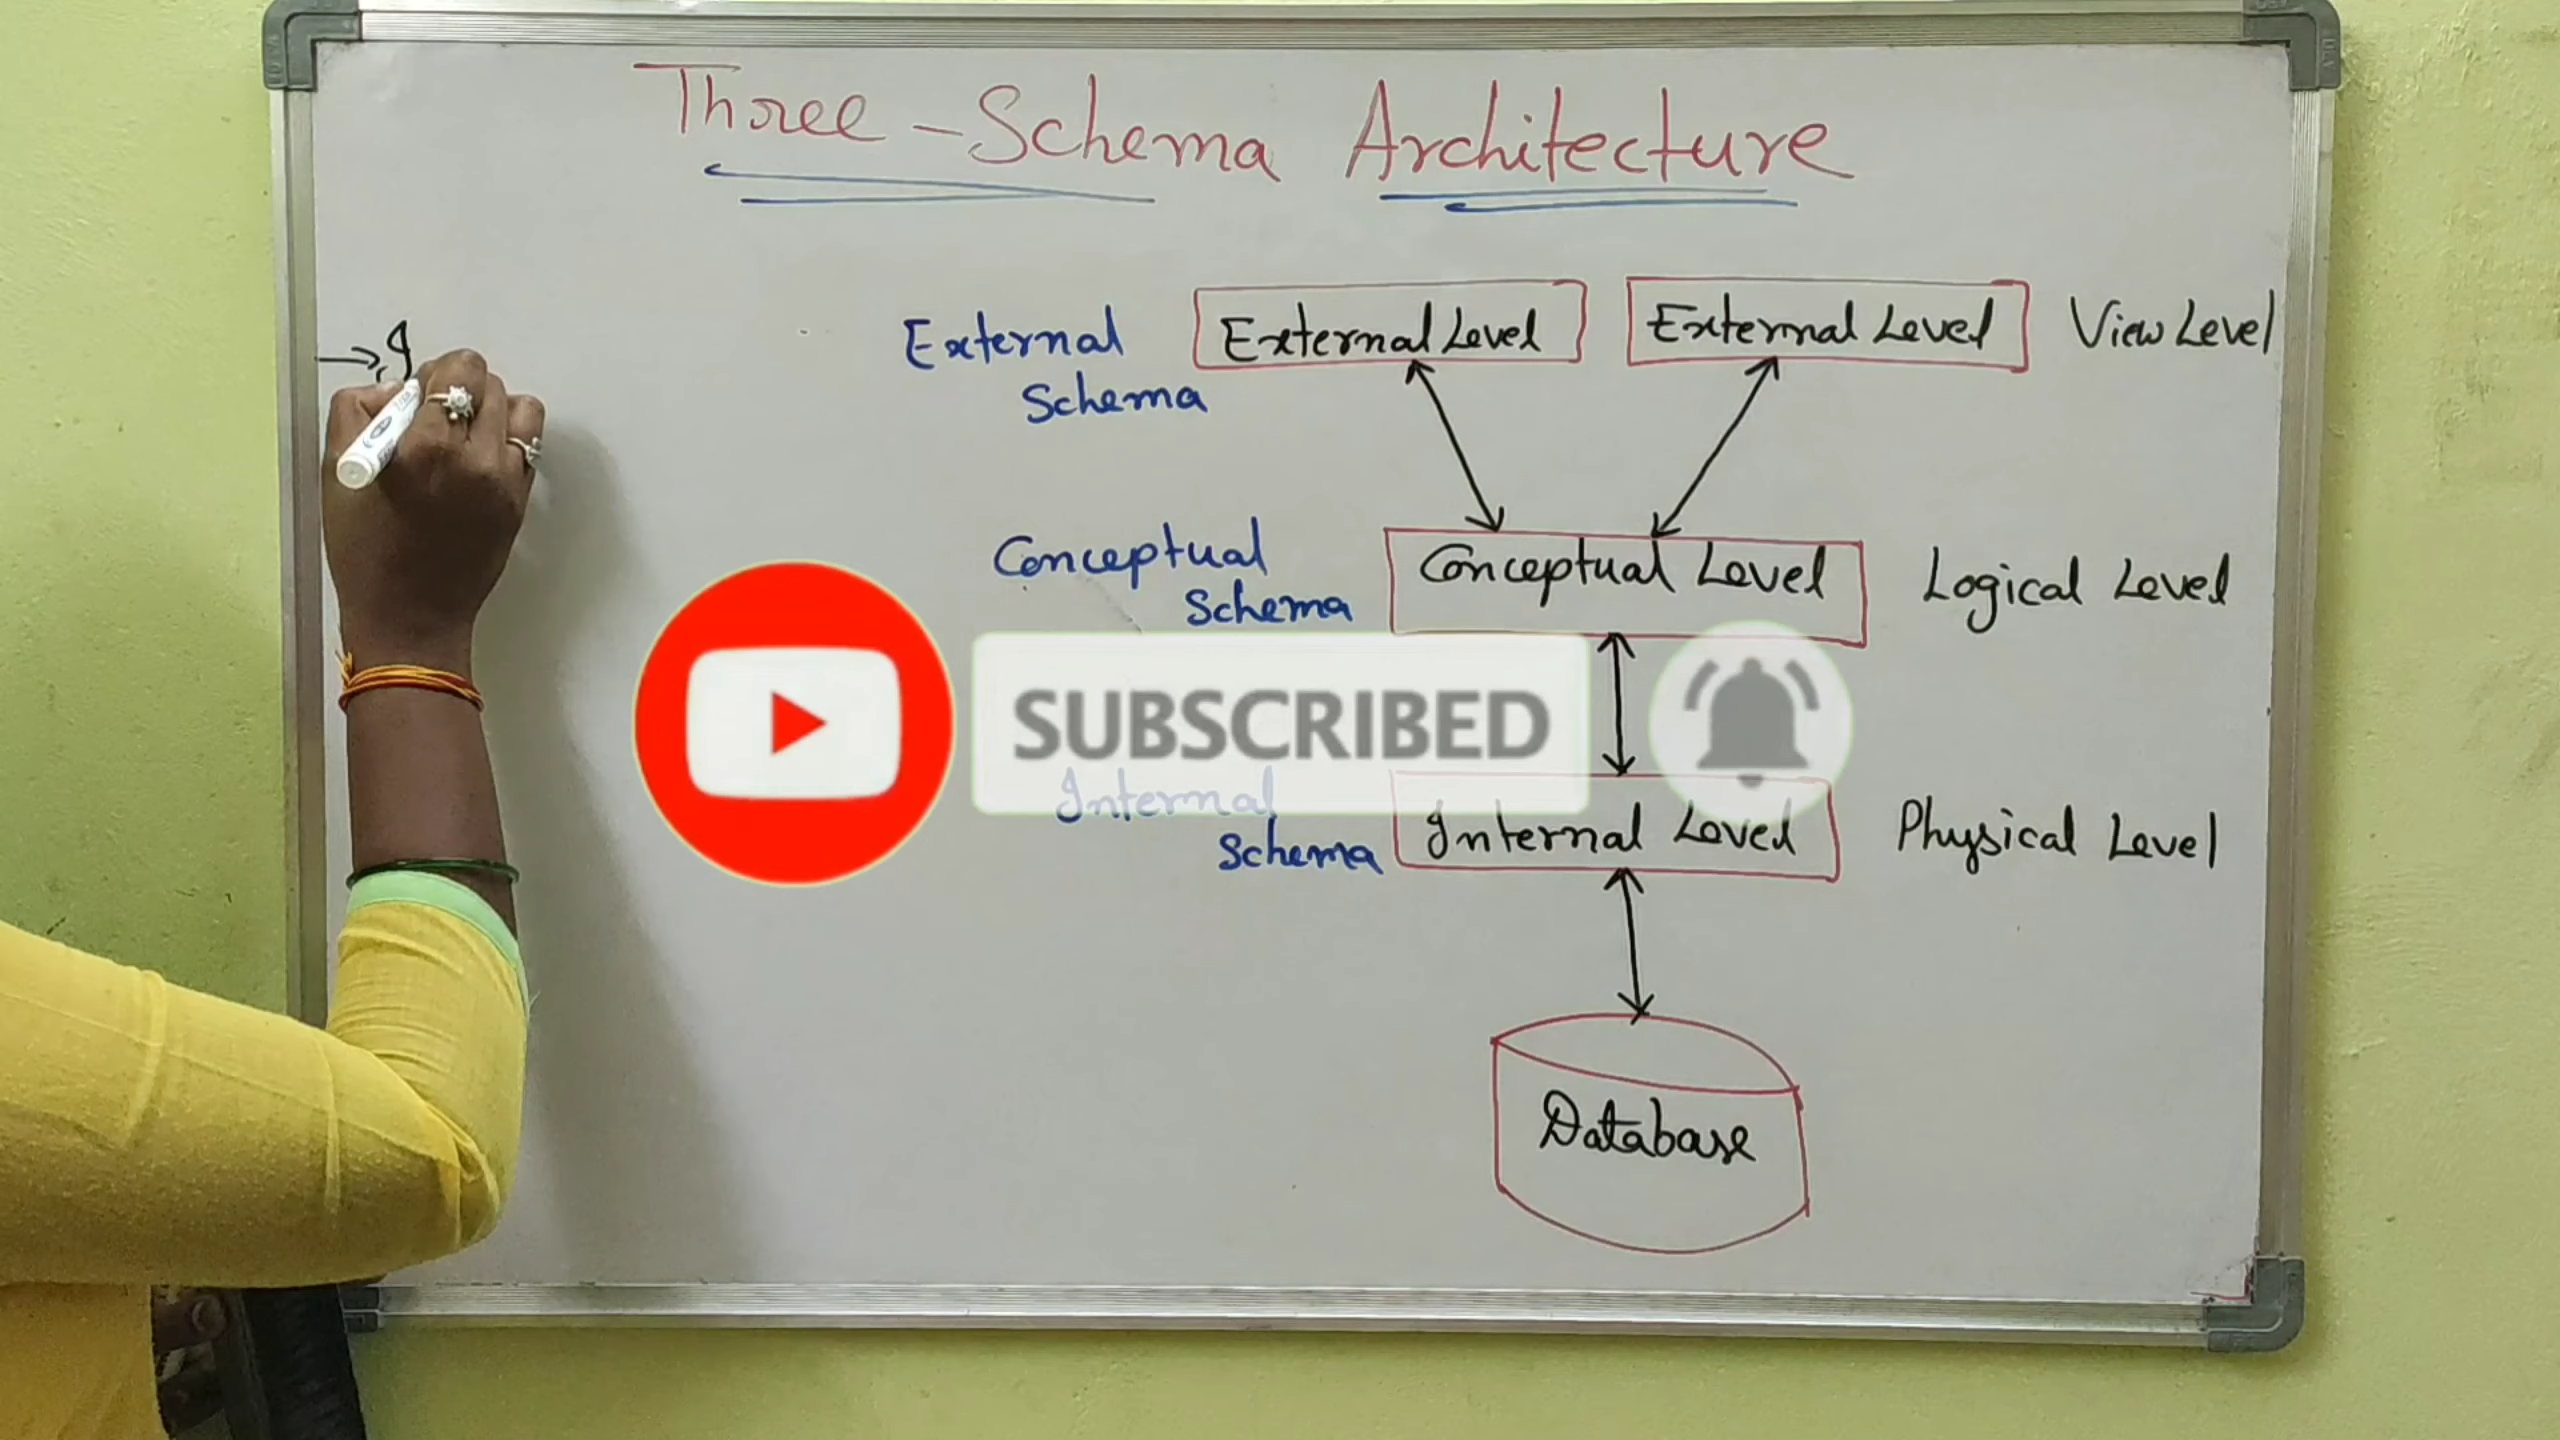 Three-Schema Architecture
External Schema
External Level
External Level
View Level
Conceptual Schema
Conceptual Level
Logical Level
SUBSCRIBED
Internal Schema
Internal Level
Physical Level
Database